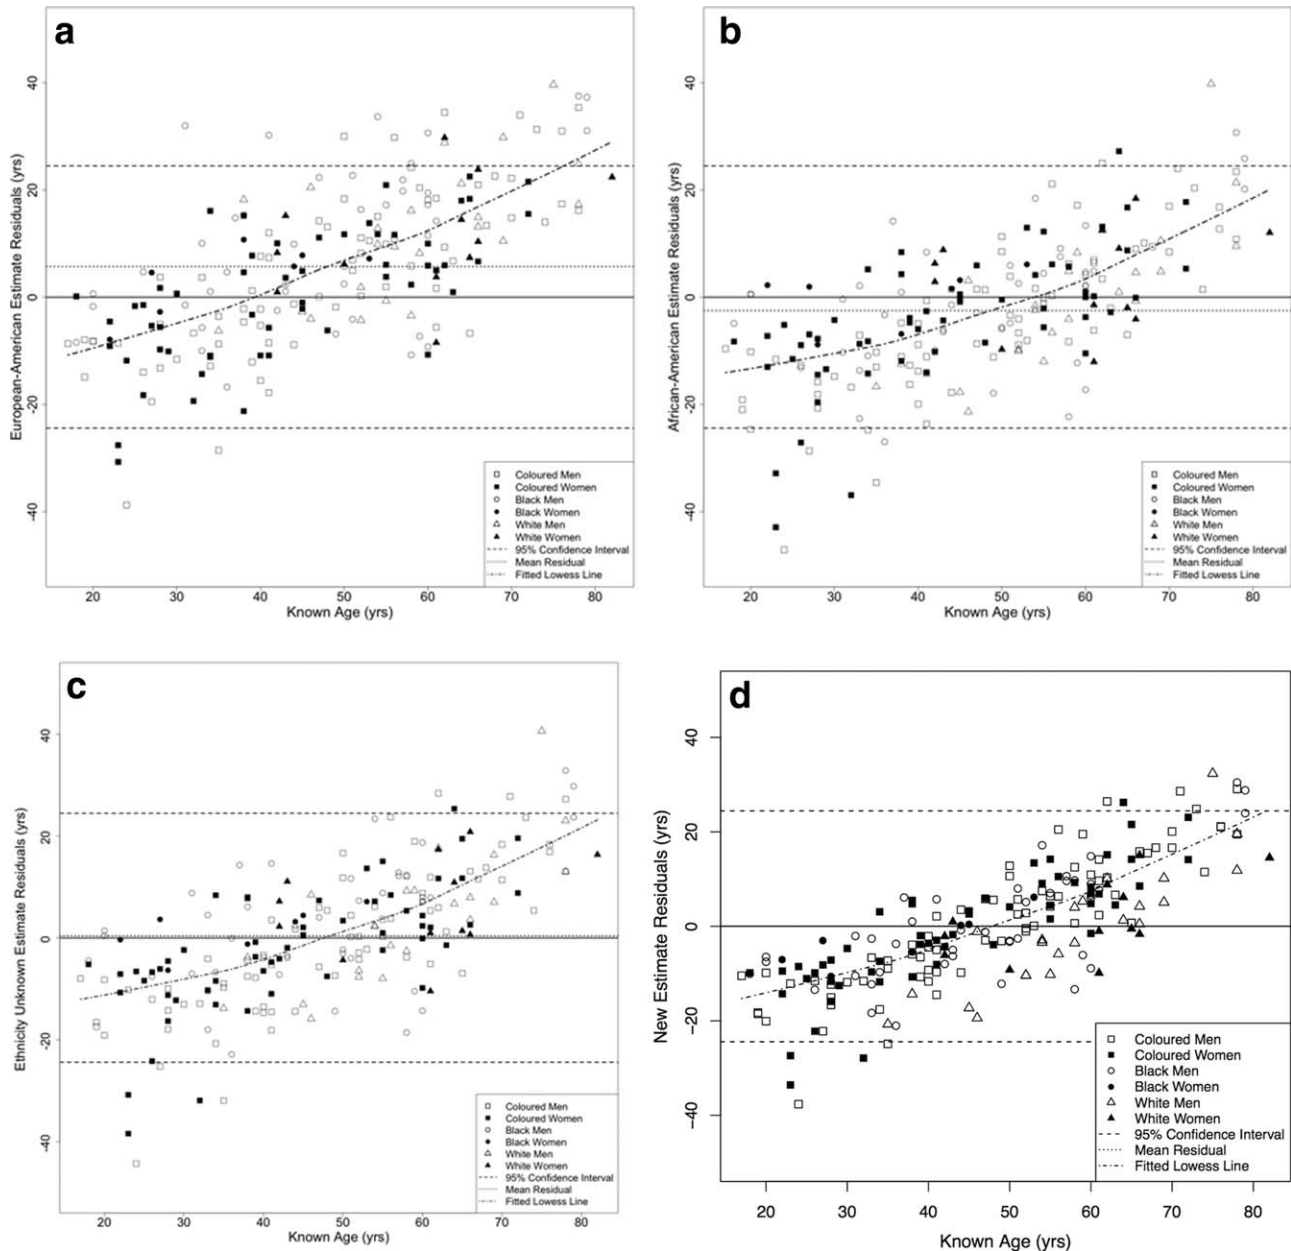 a
European-American Estimate Residuals (yrs)
40
20
0
-20
-40
Coloured Men
Coloured Women
Black Men
Black Women
White Men
White Women
95% Confidence Interval
Mean Residual
Fitted Lowess Line
20 30 40 50 60 70 80
Known Age (yrs)
b
African-American Estimate Residuals (yrs)
40
20
0
-20
-40
Coloured Men
Coloured Women
Black Men
Black Women
White Men
White Women
95% Confidence Interval
Mean Residual
Fitted Lowess Line
20 30 40 50 60 70 80
Known Age (yrs)
c
Ethnicity Unknown Estimate Residuals (yrs)
40
20
0
-20
-40
Coloured Men
Coloured Women
Black Men
Black Women
White Men
White Women
95% Confidence Interval
Mean Residual
Fitted Lowess Line
20 30 40 50 60 70 80
Known Age (yrs)
d
New Estimate Residuals (yrs)
40
20
0
-20
-40
Coloured Men
Coloured Women
Black Men
Black Women
White Men
White Women
95% Confidence Interval
Mean Residual
Fitted Lowess Line
20 30 40 50 60 70 80
Known Age (yrs)